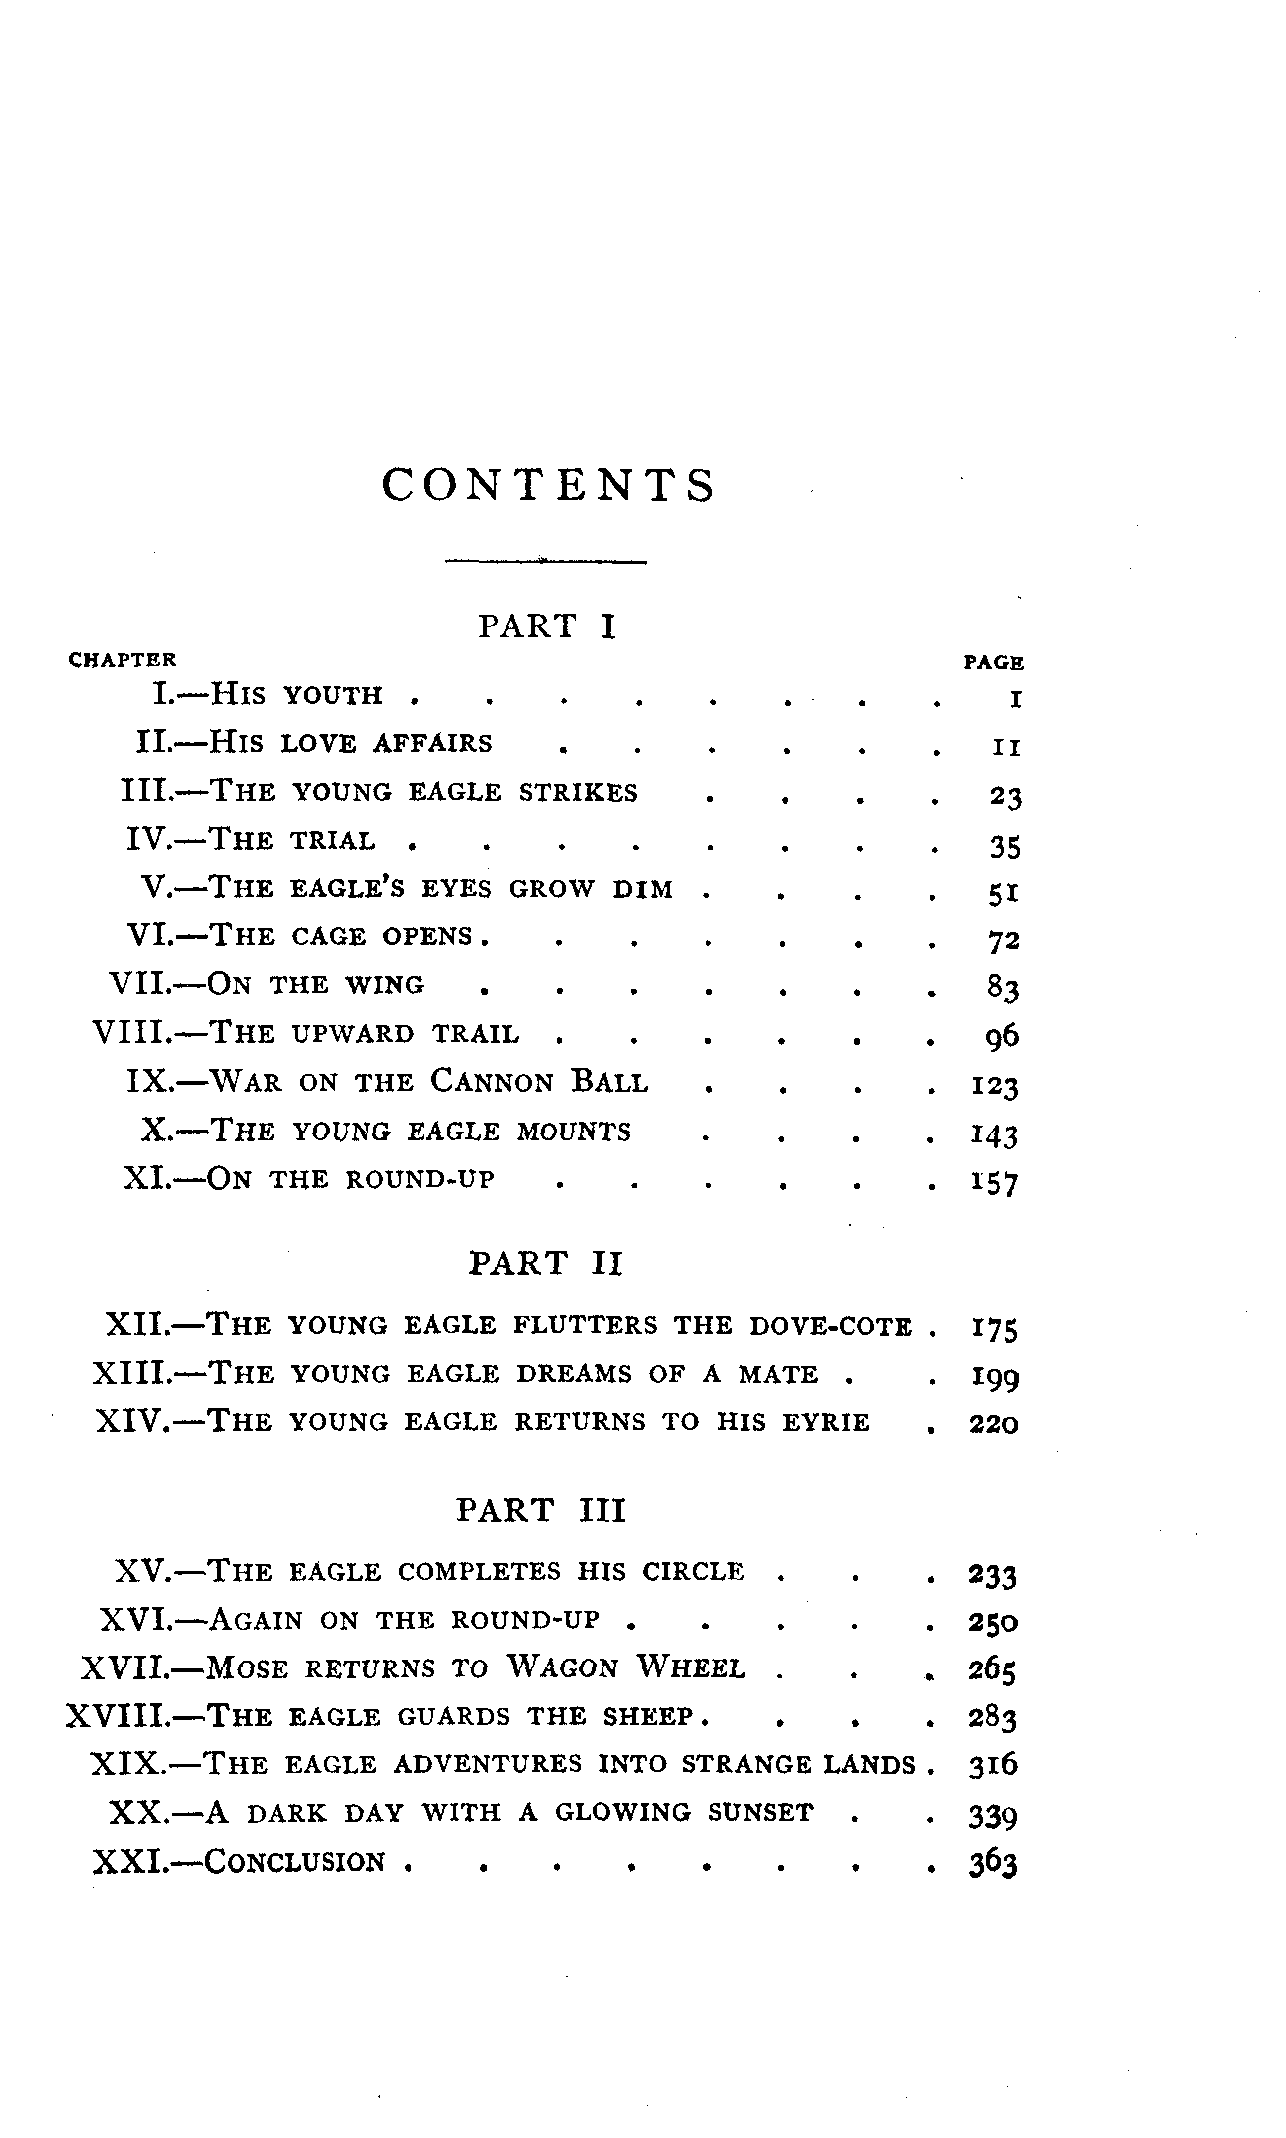 CONTENTS
PART I
CHAPTER PAGE
I.—His youth . . . . . . . . 1
II.—His love affairs . . . . . . 11
III.—The young eagle strikes . . . . 23
IV.—The trial . . . . . . . . 35
V.—The eagle's eyes grow dim . . . . 51
VI.—The cage opens . . . . . . . 72
VII.—On the wing . . . . . . . 83
VIII.—The upward trail . . . . . . 96
IX.—War on the Cannon Ball . . . . 123
X.—The young eagle mounts . . . . 143
XI.—On the round-up . . . . . . 157
PART II
XII.—The young eagle flutters the dove-cote . 175
XIII.—The young eagle dreams of a mate . . 199
XIV.—The young eagle returns to his eyrie . 220
PART III
XV.—The eagle completes his circle . . . 233
XVI.—Again on the round-up . . . . . 250
XVII.—Mose returns to Wagon Wheel . . . 265
XVIII.—The eagle guards the sheep . . . . 283
XIX.—The eagle adventures into strange lands . 316
XX.—A dark day with a glowing sunset . . 339
XXI.—Conclusion . . . . . . . . 363